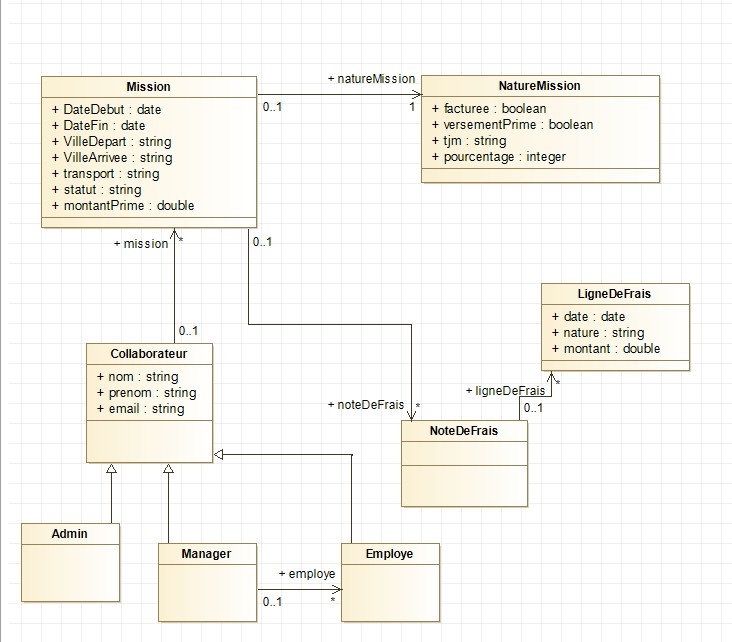 Mission
+ DateDebut : date
+ DateFin : date
+ VilleDepart : string
+ VilleArrivee : string
+ transport : string
+ statut : string
+ montantPrime : double
+ natureMission
0..1
1
NatureMission
+ facturee : boolean
+ versementPrime : boolean
+ tjm : string
+ pourcentage : integer
+ mission
*
0..1
0..1
Collaborateur
+ nom : string
+ prenom : string
+ email : string
LigneDeFrais
+ date : date
+ nature : string
+ montant : double
+ ligneDeFrais
*
0..1
+ noteDeFrais
*
NoteDeFrais
Admin
Manager
+ employe
0..1
*
Employe